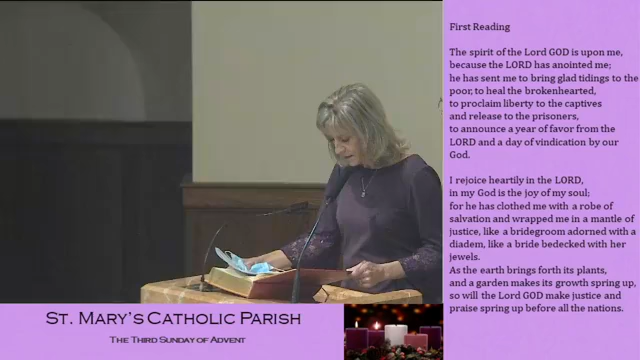 First Reading
The spirit of the Lord GOD is upon me,
because the LORD has anointed me;
he has sent me to bring glad tidings to the
poor, to heal the brokenhearted,
to proclaim liberty to the captives
and release to the prisoners,
to announce a year of favor from the
LORD and a day of vindication by our
God.
I rejoice heartily in the LORD,
in my God is the joy of my soul;
for he has clothed me with a robe of
salvation and wrapped me in a mantle of
justice, like a bridegroom adorned with a
diadem, like a bride bedecked with her
jewels.
As the earth brings forth its plants,
and a garden makes its growth spring up,
so will the Lord GOD make justice and
praise spring up before all the nations.
St. Mary's Catholic Parish
The Third Sunday of Advent